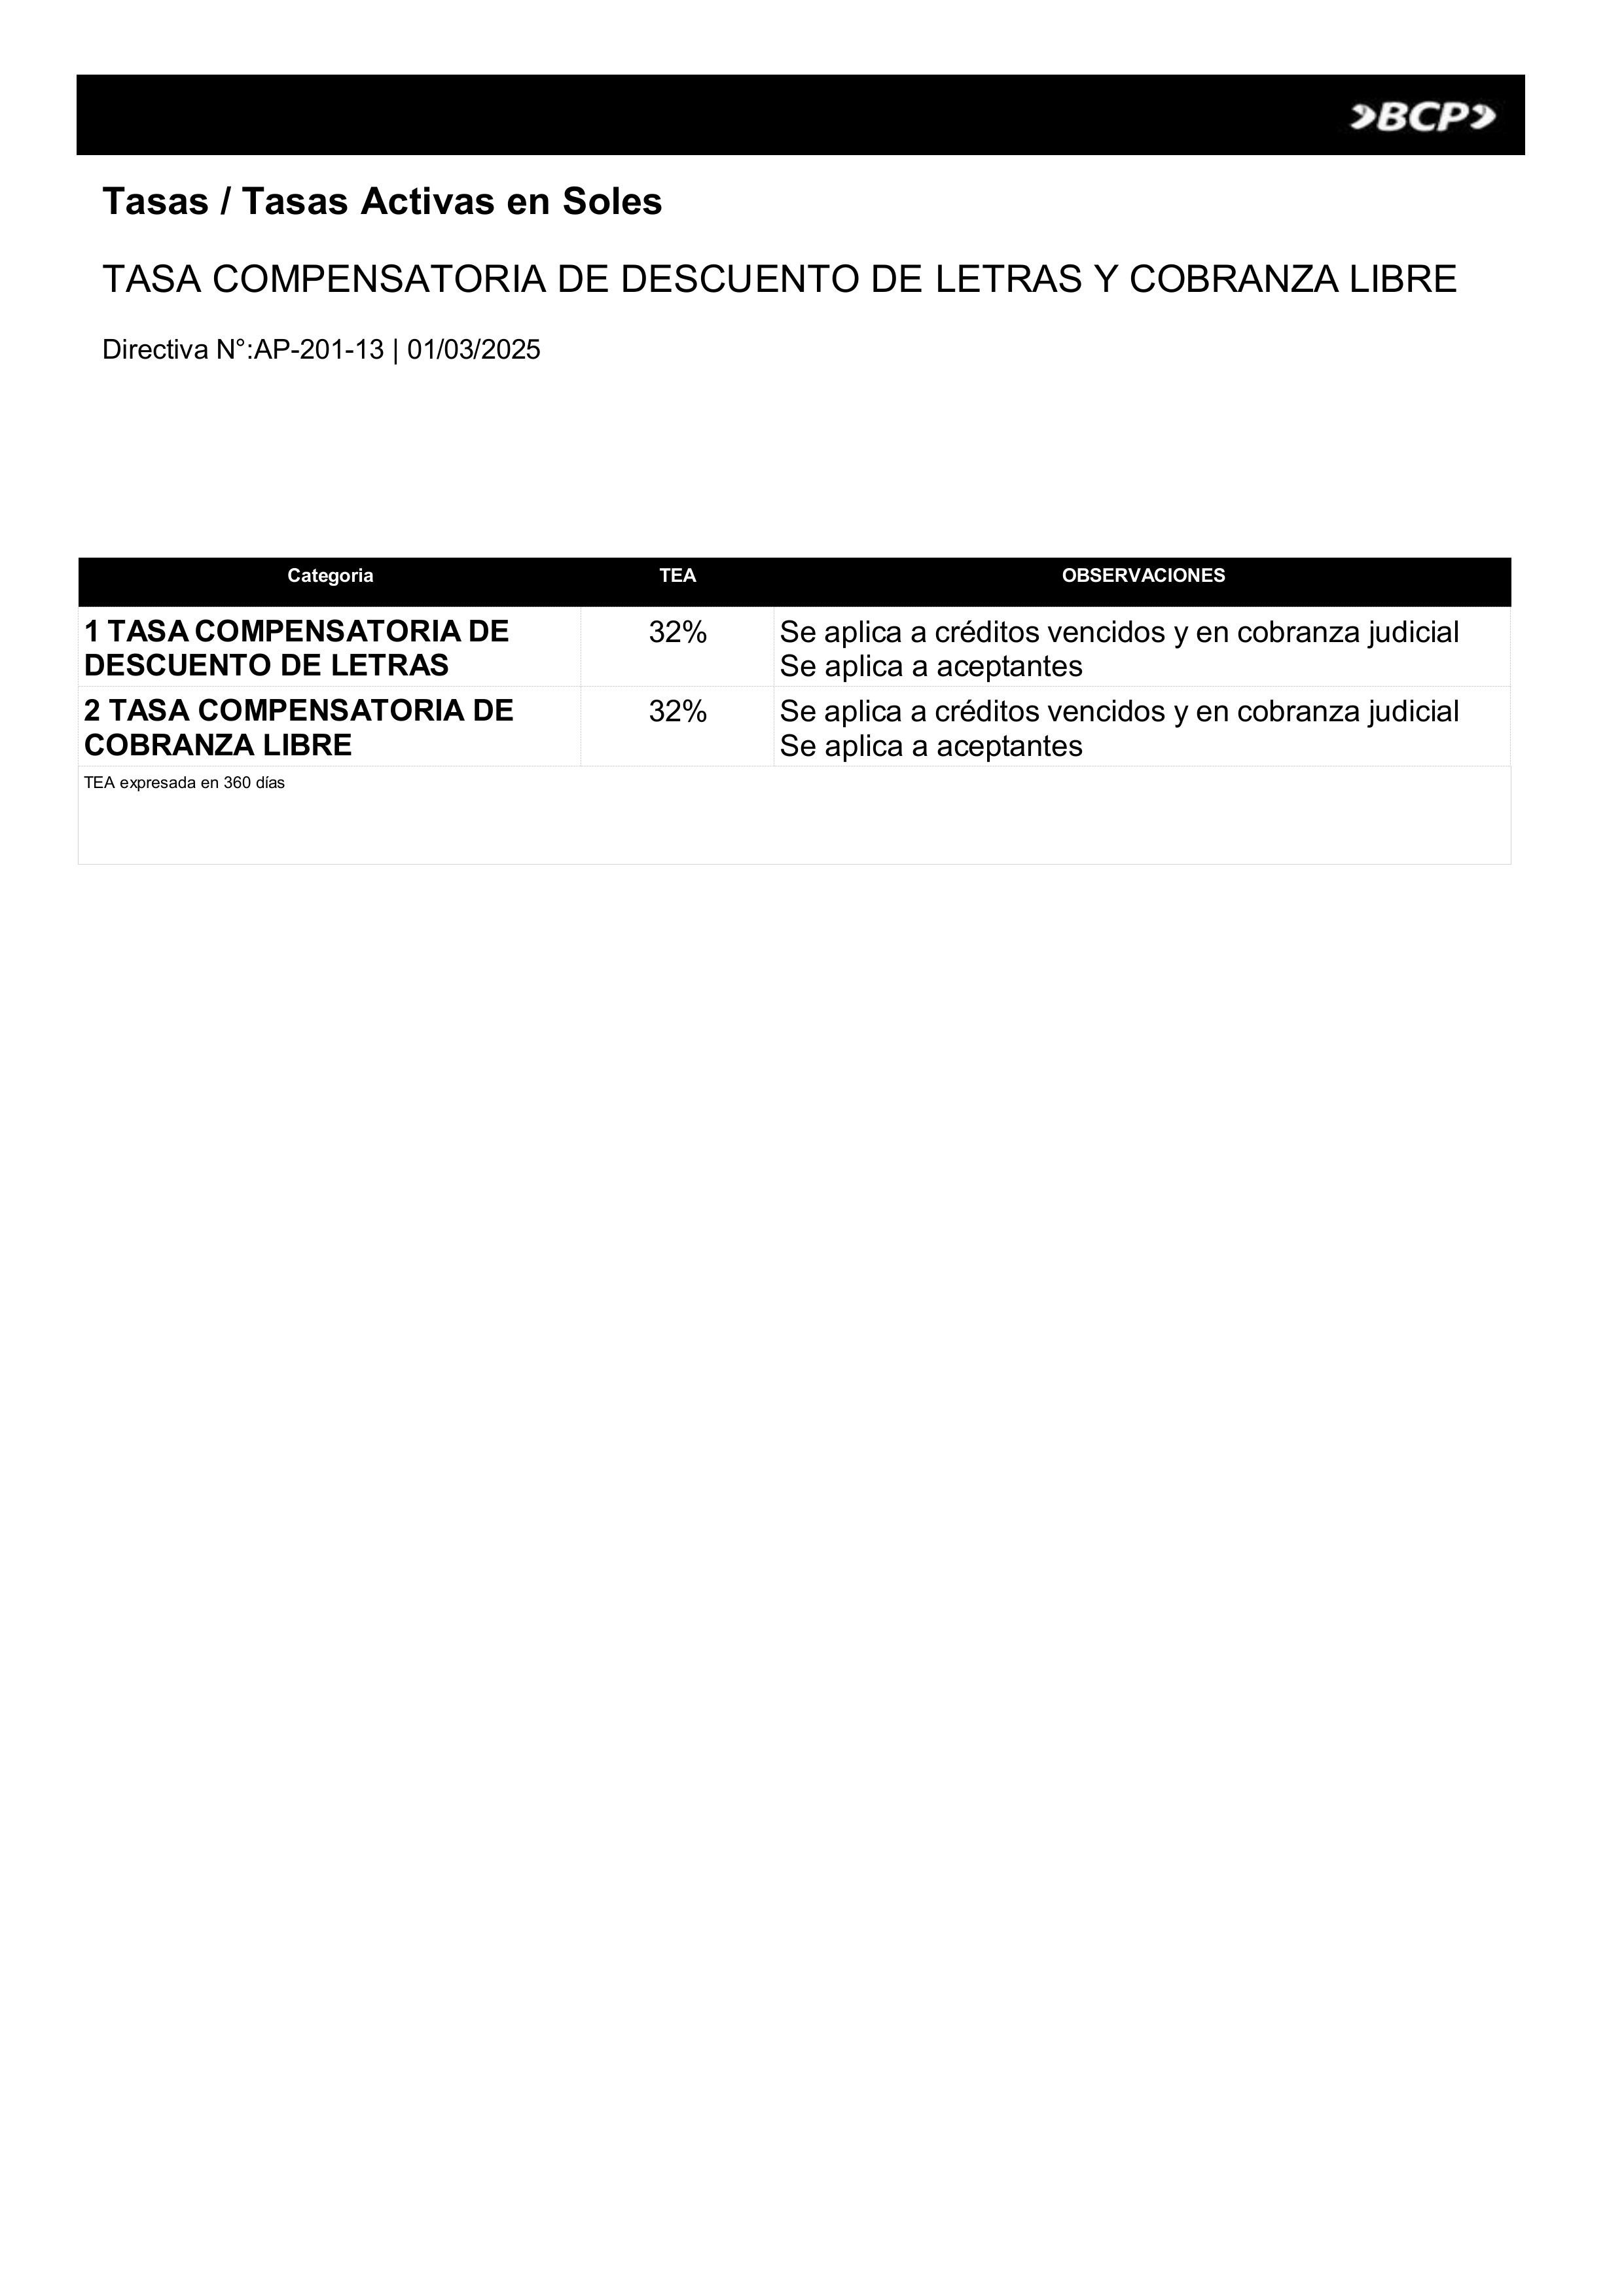 BCP
Tasas / Tasas Activas en Soles
TASA COMPENSATORIA DE DESCUENTO DE LETRAS Y COBRANZA LIBRE
Directiva N°:AP-201-13 | 01/03/2025
Categoria TEA OBSERVACIONES
1 TASA COMPENSATORIA DE 32% Se aplica a créditos vencidos y en cobranza judicial
DESCUENTO DE LETRAS Se aplica a aceptantes
2 TASA COMPENSATORIA DE 32% Se aplica a créditos vencidos y en cobranza judicial
COBRANZA LIBRE Se aplica a aceptantes
TEA expresada en 360 días